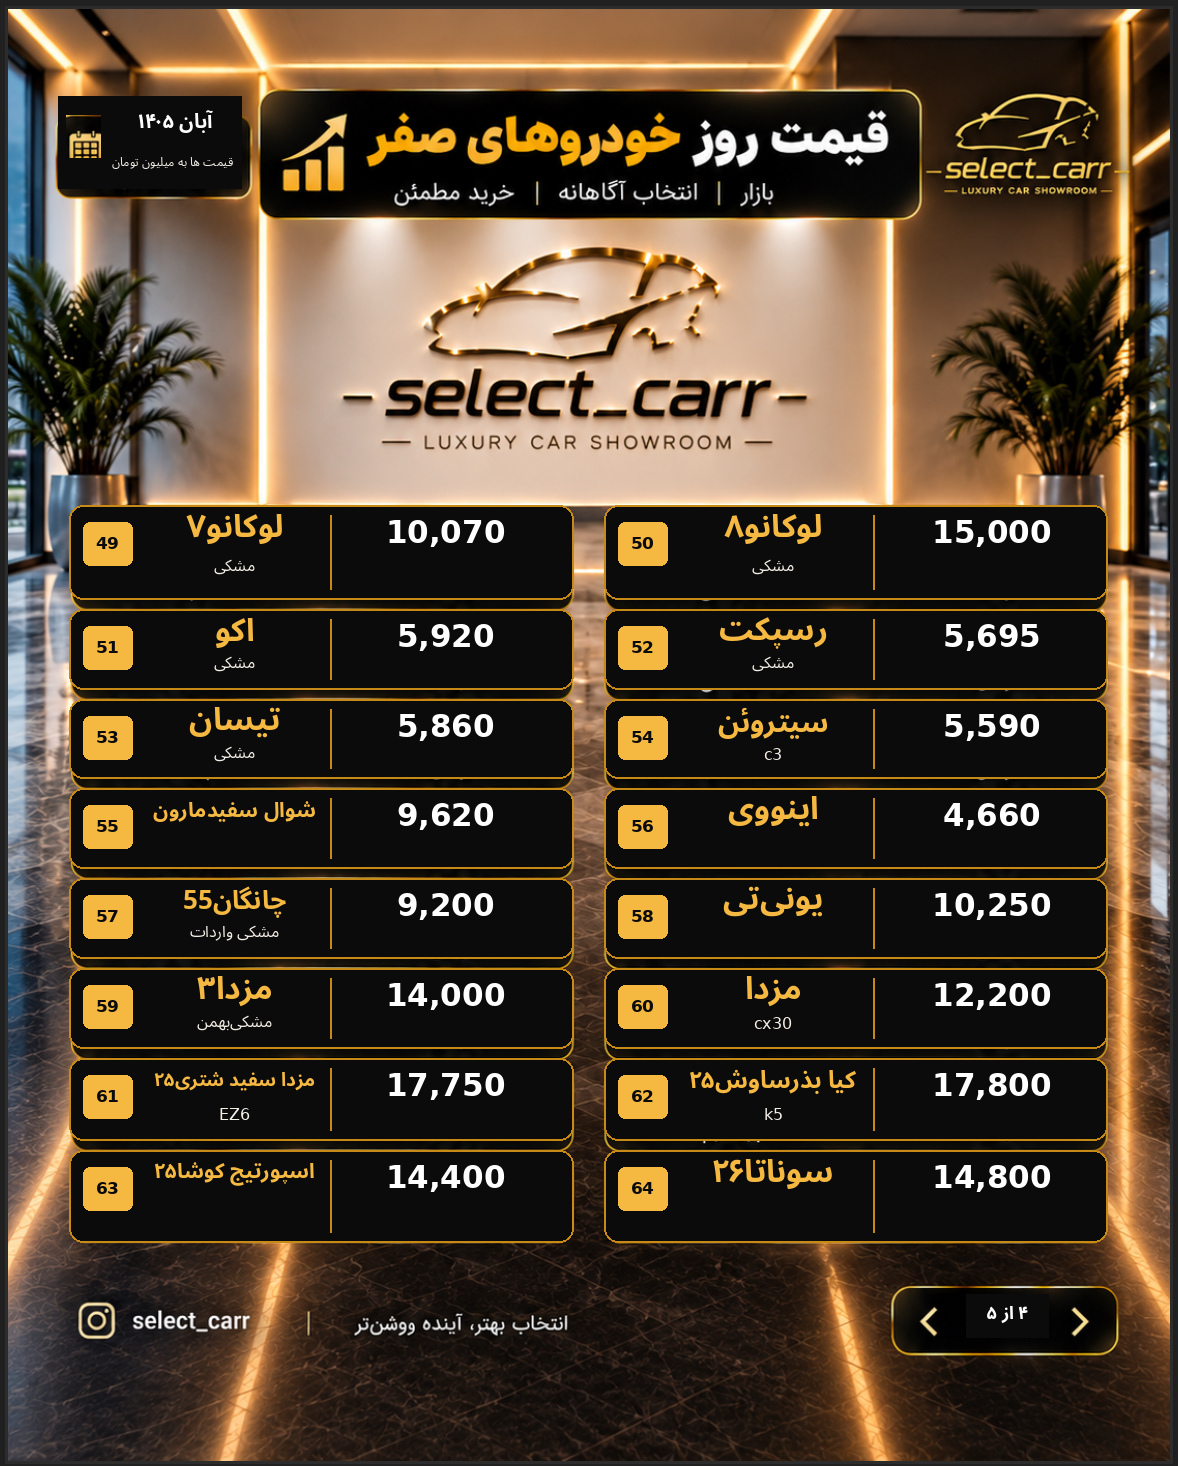 آبان ۱۴۰۵
قیمت ها به میلیون تومان
قیمت روز خودروهای صفر
بازار | انتخاب آگاهانه | خرید مطمئن
select_carr
LUXURY CAR SHOWROOM
select_carr
LUXURY CAR SHOWROOM
49 لوکانو۷ 10,070
مشکی
50 لوکانو۸ 15,000
مشکی
51 اکو 5,920
مشکی
52 رسپکت 5,695
مشکی
53 تیسان 5,860
مشکی
54 سیتروئن 5,590
c3
55 شوال سفیدمارون 9,620
56 اینووی 4,660
57 چانگان55 9,200
مشکی واردات
58 یونی‌تی 10,250
59 مزدا۳ 14,000
مشکی‌بهمن
60 مزدا 12,200
cx30
61 مزدا سفید شتری۲۵ 17,750
EZ6
62 کیا بذرساوش۲۵ 17,800
k5
63 اسپورتیج کوشا۲۵ 14,400
64 سوناتا۲۶ 14,800
select_carr | انتخاب بهتر، آینده ووشن‌تر
۴ از ۵